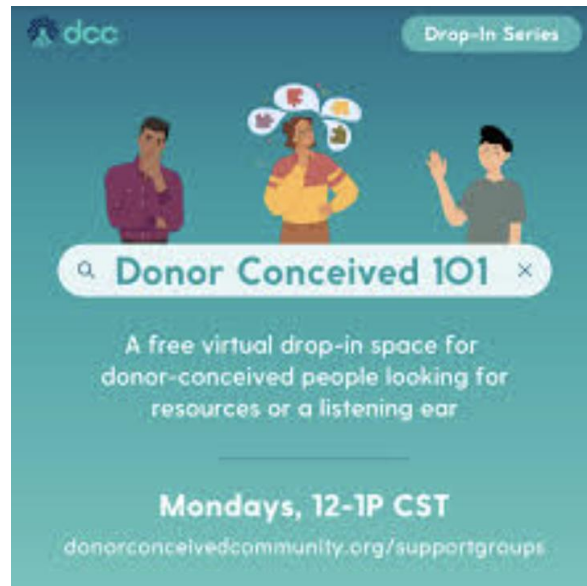 dcc
Drop-In Series
Donor Conceived 101
A free virtual drop-in space for
donor-conceived people looking for
resources or a listening ear
Mondays, 12-1P CST
donorconceivedcommunity.org/supportgroups